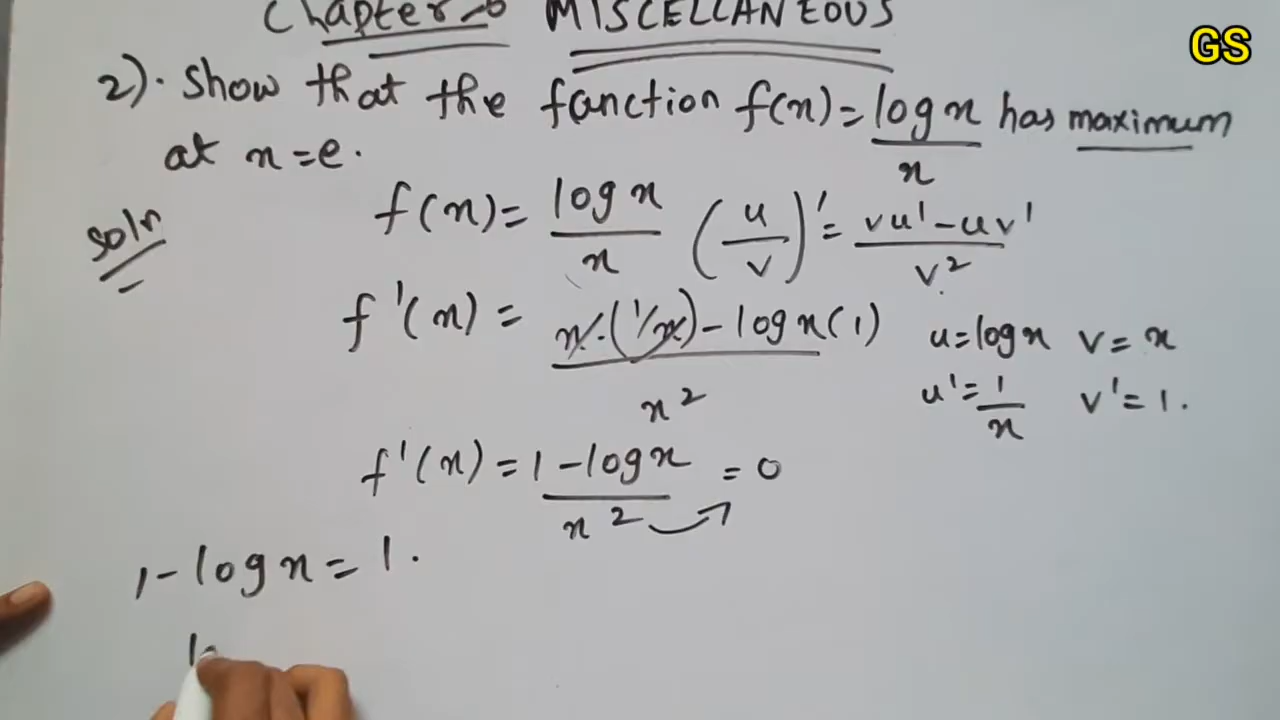 Chapter-6 MISCELLANEOUS
GS
2). Show that the function f(x) = log x / x has maximum
at x = e.
Soln
f(x) = log x / x (u/v)' = vu' - uv' / v²
f'(x) = x.(1/x) - log x (1) / x²
u = log x v = x
u' = 1/x v' = 1.
f'(x) = 1 - log x / x² = 0
1 - log x = 1.